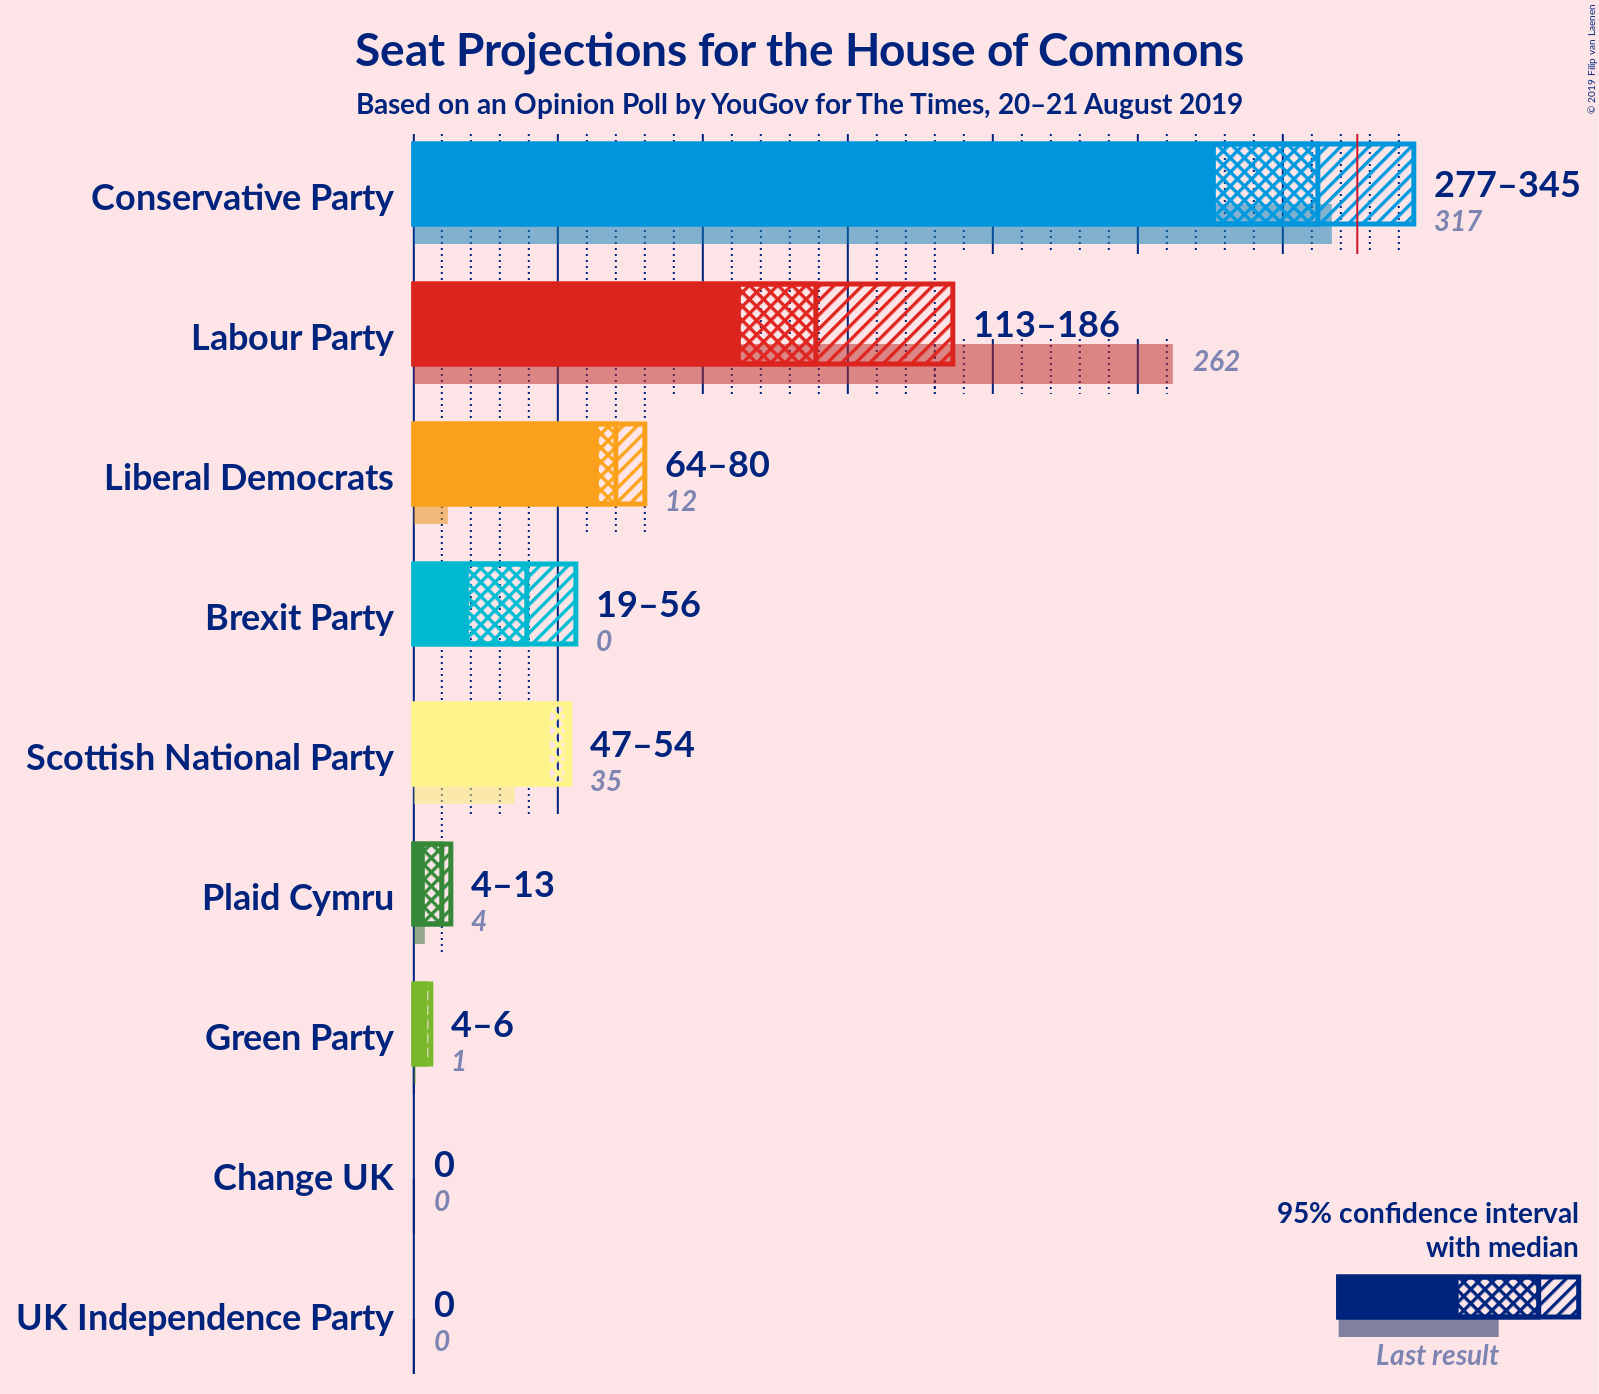 Seat Projections for the House of Commons
Based on an Opinion Poll by YouGov for The Times, 20–21 August 2019
© 2019 Filip van Laenen
Conservative Party
277–345
317
Labour Party
113–186
262
Liberal Democrats
64–80
12
Brexit Party
19–56
0
Scottish National Party
47–54
35
Plaid Cymru
4–13
4
Green Party
4–6
1
Change UK
0
0
UK Independence Party
0
0
95% confidence interval
with median
Last result